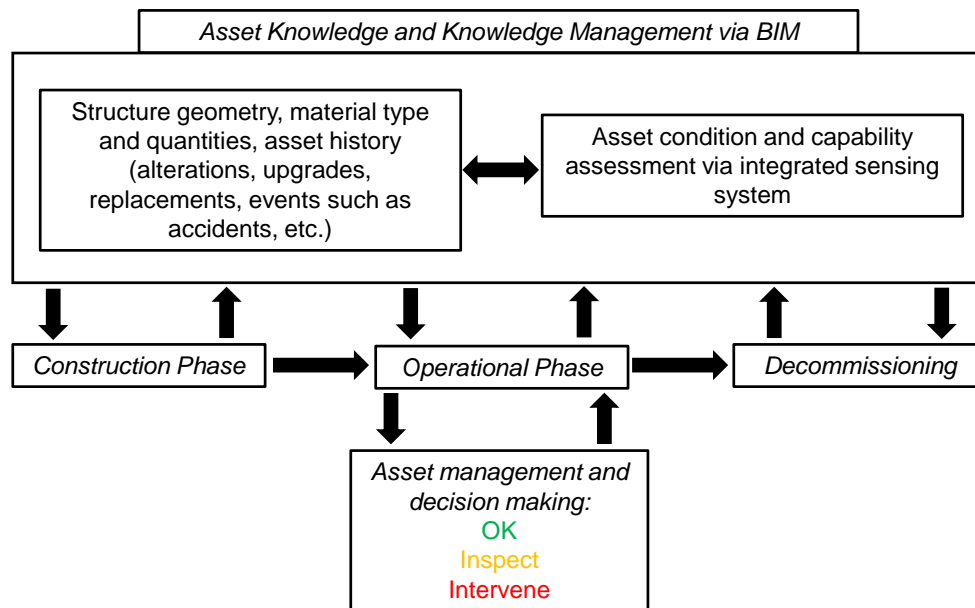 Asset Knowledge and Knowledge Management via BIM
Structure geometry, material type
and quantities, asset history
(alterations, upgrades,
replacements, events such as
accidents, etc.)
Asset condition and capability
assessment via integrated sensing
system
Construction Phase
Operational Phase
Decommissioning
Asset management and
decision making:
OK
Inspect
Intervene